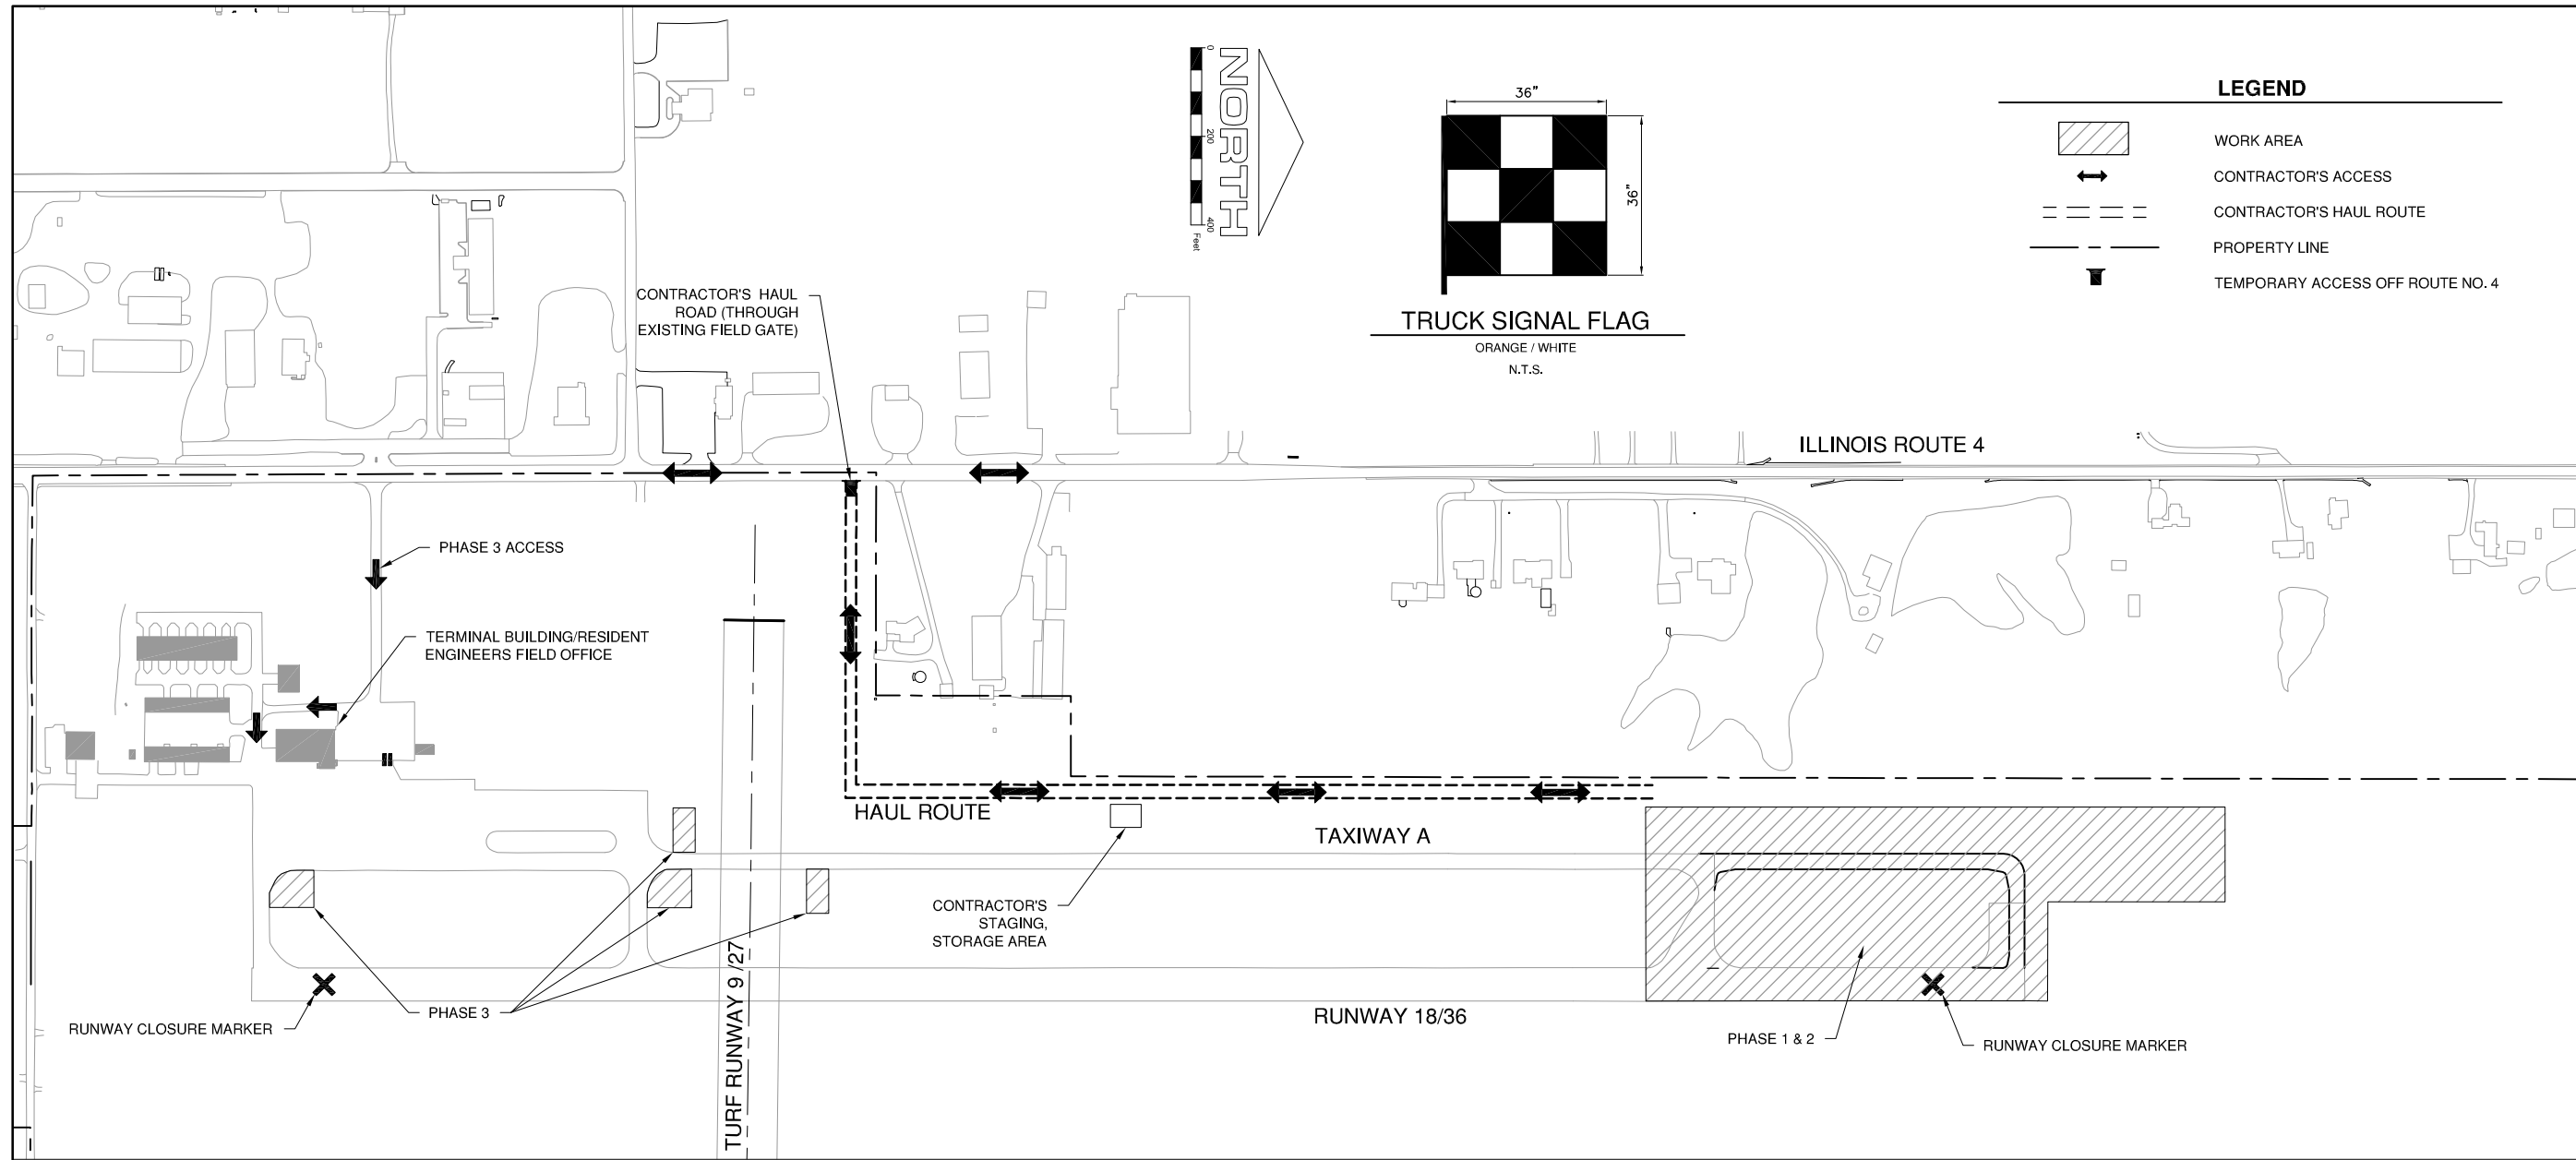 0
200
400
Feet
NORTH
36"
36"
TRUCK SIGNAL FLAG
ORANGE / WHITE
N.T.S.
LEGEND
WORK AREA
CONTRACTOR'S ACCESS
CONTRACTOR'S HAUL ROUTE
PROPERTY LINE
TEMPORARY ACCESS OFF ROUTE NO. 4
CONTRACTOR'S HAUL
ROAD (THROUGH
EXISTING FIELD GATE)
ILLINOIS ROUTE 4
PHASE 3 ACCESS
TERMINAL BUILDING/RESIDENT
ENGINEERS FIELD OFFICE
HAUL ROUTE
TAXIWAY A
CONTRACTOR'S
STAGING,
STORAGE AREA
TURF RUNWAY 9 /27
PHASE 3
RUNWAY CLOSURE MARKER
RUNWAY 18/36
PHASE 1 & 2
RUNWAY CLOSURE MARKER